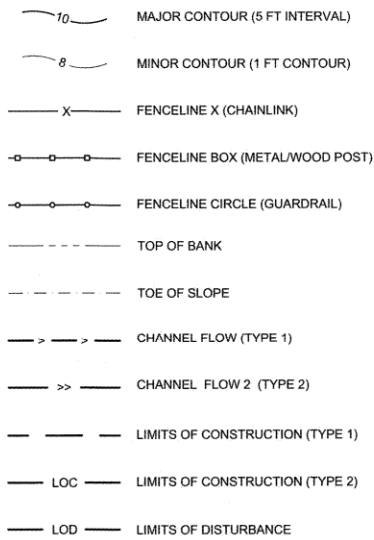 10 MAJOR CONTOUR (5 FT INTERVAL)
8 MINOR CONTOUR (1 FT CONTOUR)
X FENCELINE X (CHAINLINK)
FENCELINE BOX (METAL/WOOD POST)
FENCELINE CIRCLE (GUARDRAIL)
TOP OF BANK
TOE OF SLOPE
> > CHANNEL FLOW (TYPE 1)
>> CHANNEL FLOW 2 (TYPE 2)
LIMITS OF CONSTRUCTION (TYPE 1)
LOC LIMITS OF CONSTRUCTION (TYPE 2)
LOD LIMITS OF DISTURBANCE